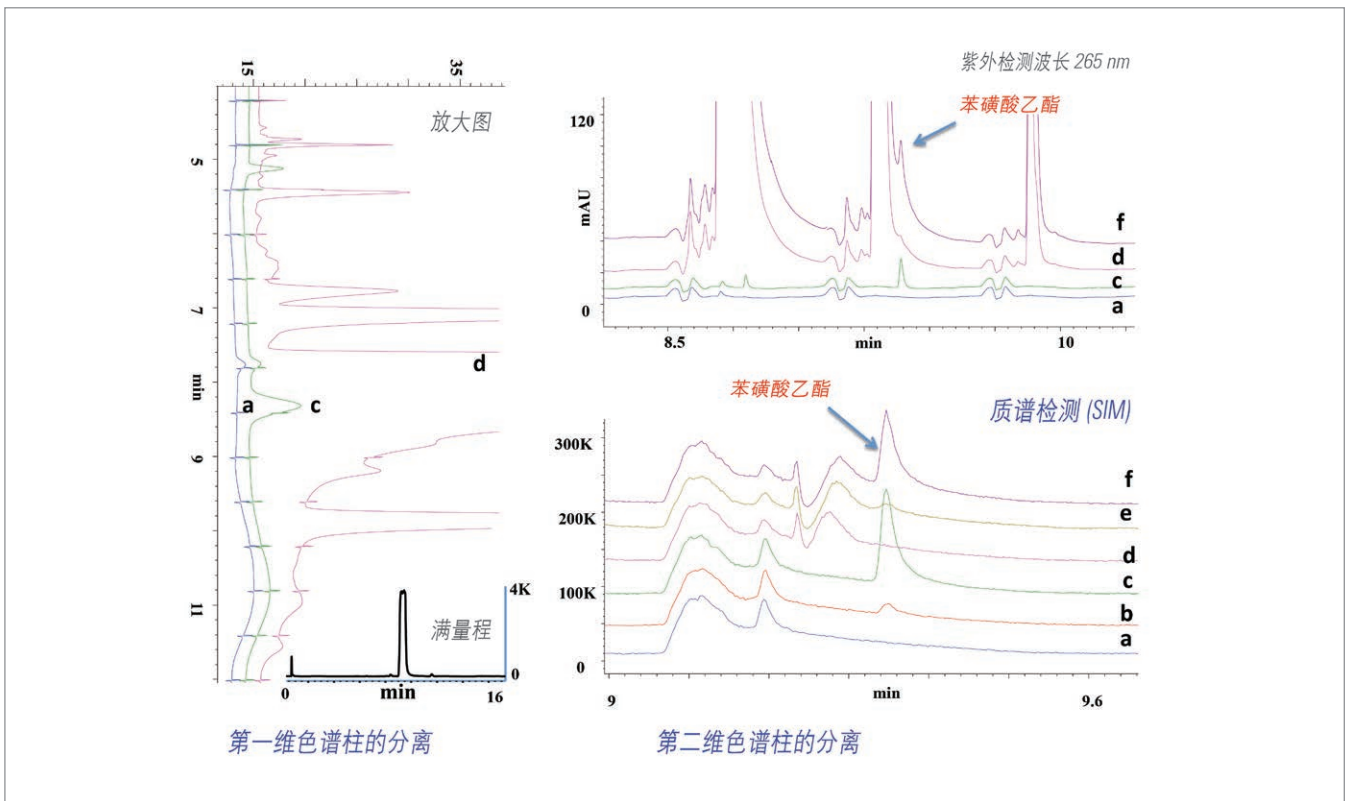 15
35
放大图
5
7
min
9
11
a
c
d
4K
满量程
0
0
min
16
第一维色谱柱的分离
紫外检测波长 265 nm
苯磺酸乙酯
120
mAU
0
f
d
c
a
8.5
min
10
苯磺酸乙酯
质谱检测 (SIM)
300K
200K
100K
0
f
e
d
c
b
a
9
min
9.6
第二维色谱柱的分离